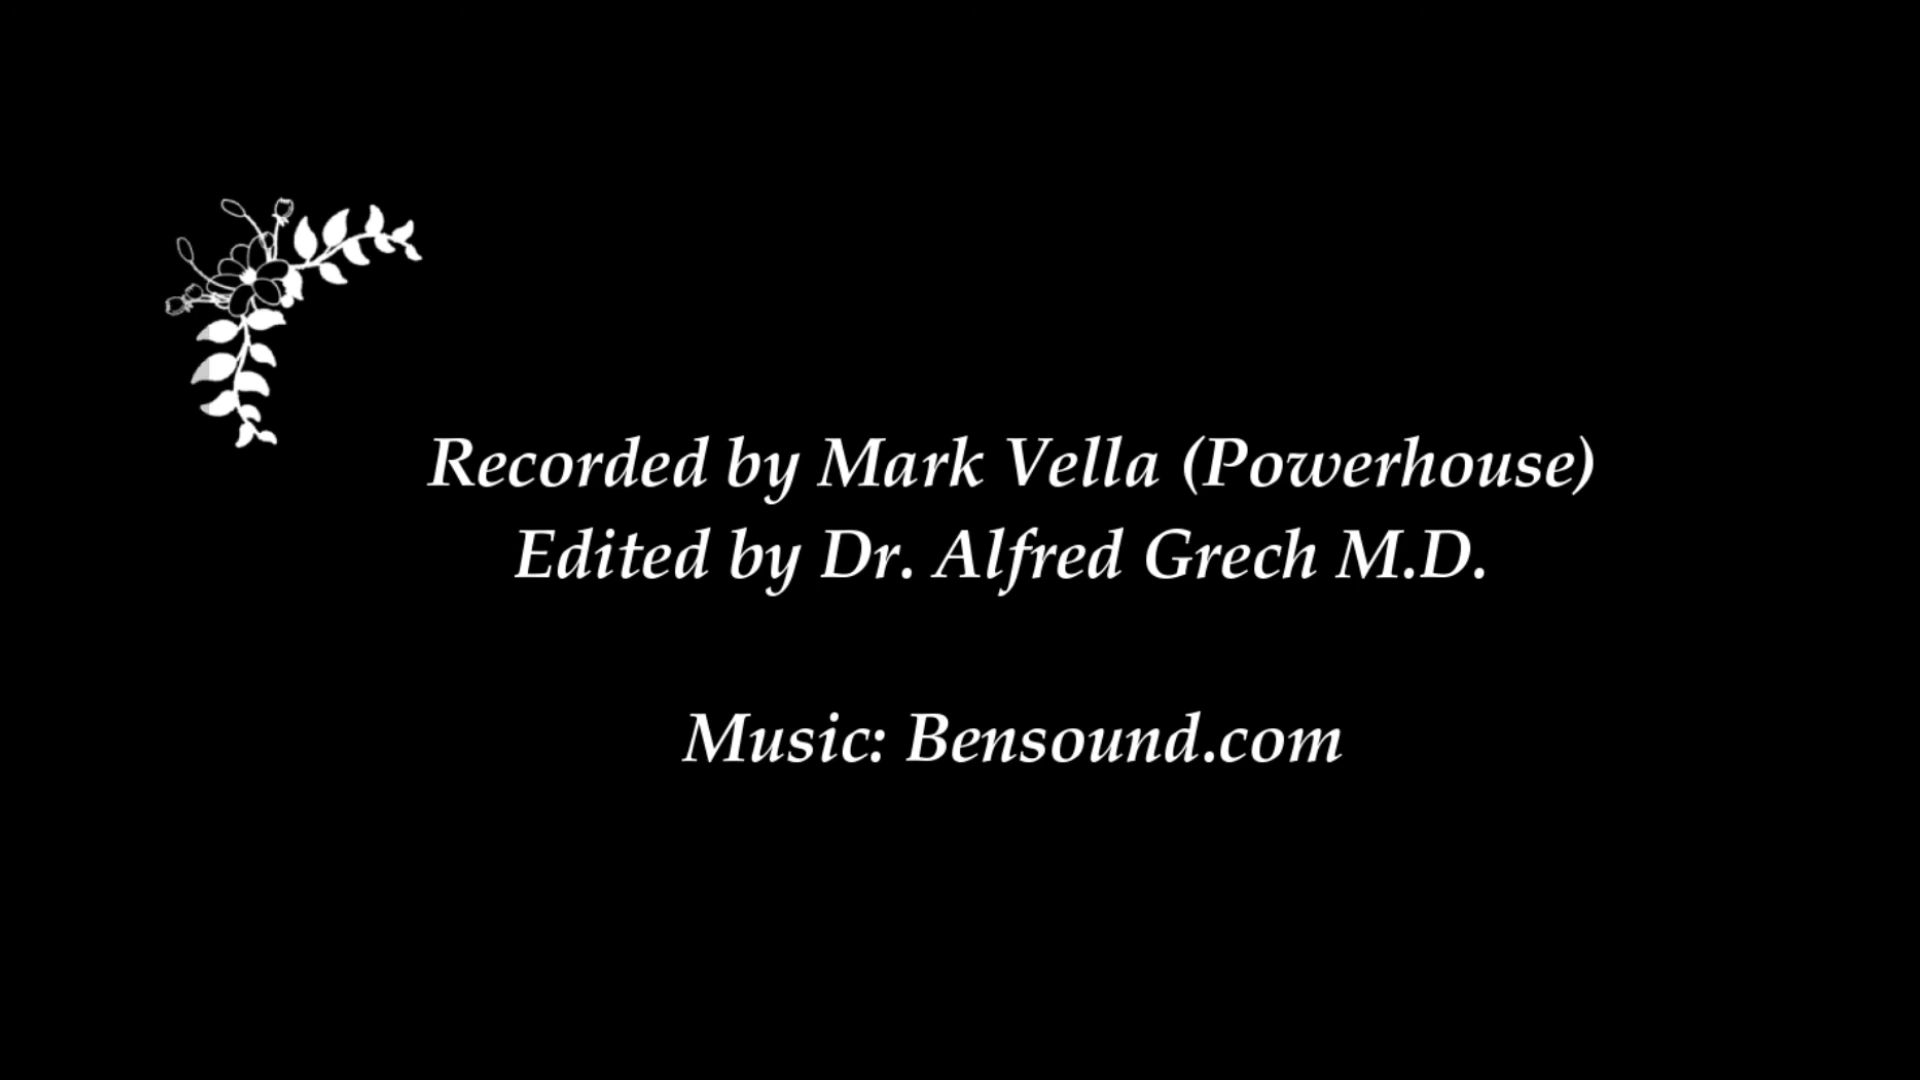 Recorded by Mark Vella (Powerhouse)
Edited by Dr. Alfred Grech M.D.
Music: Bensound.com